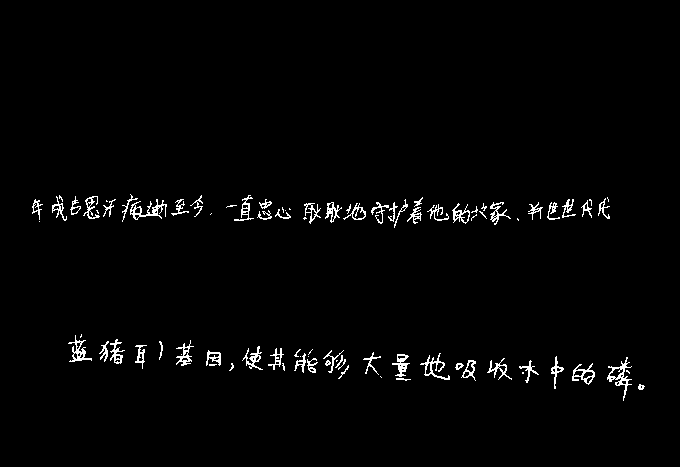 年成吉思汗病逝至今，一直忠心耿耿地守护着他的坟冢、并世世代代
蓝猪耳)基因,使其能够大量地吸收水中的磷。